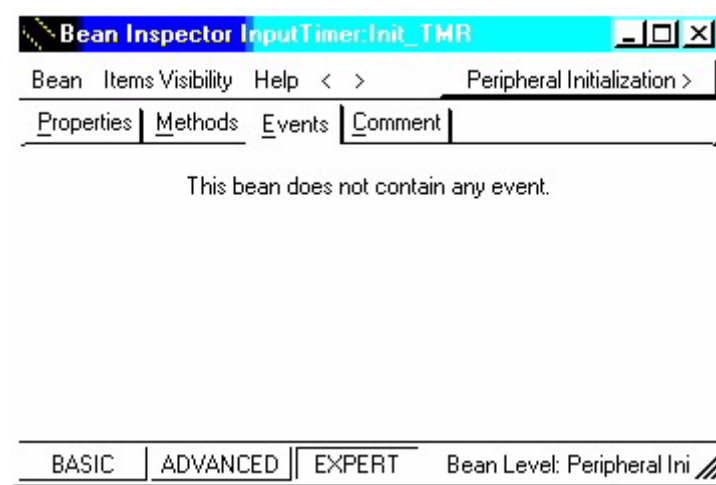 Bean Inspector InputTimer:Init_TMR
Bean Items Visibility Help < > Peripheral Initialization >
Properties Methods Events Comment
This bean does not contain any event.
BASIC ADVANCED EXPERT Bean Level: Peripheral Ini